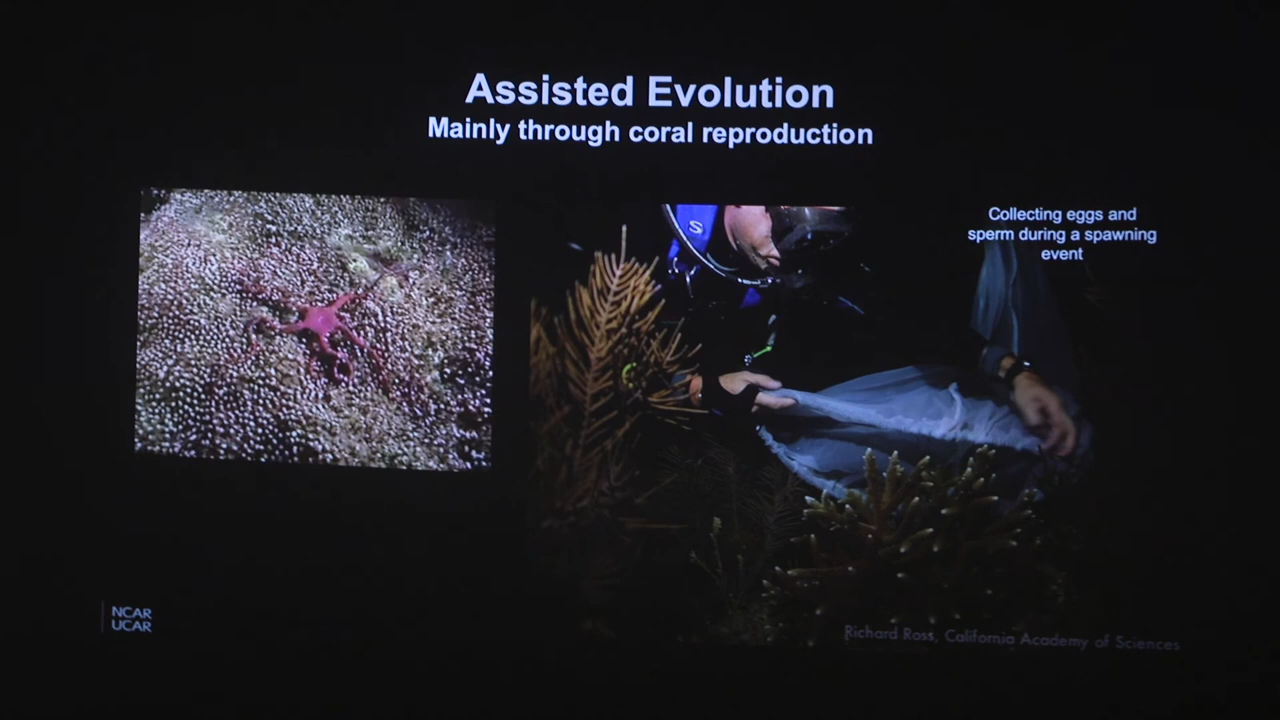 Assisted Evolution
Mainly through coral reproduction
Collecting eggs and
sperm during a spawning
event
S
NCAR
UCAR
Richard Ross, California Academy of Sciences